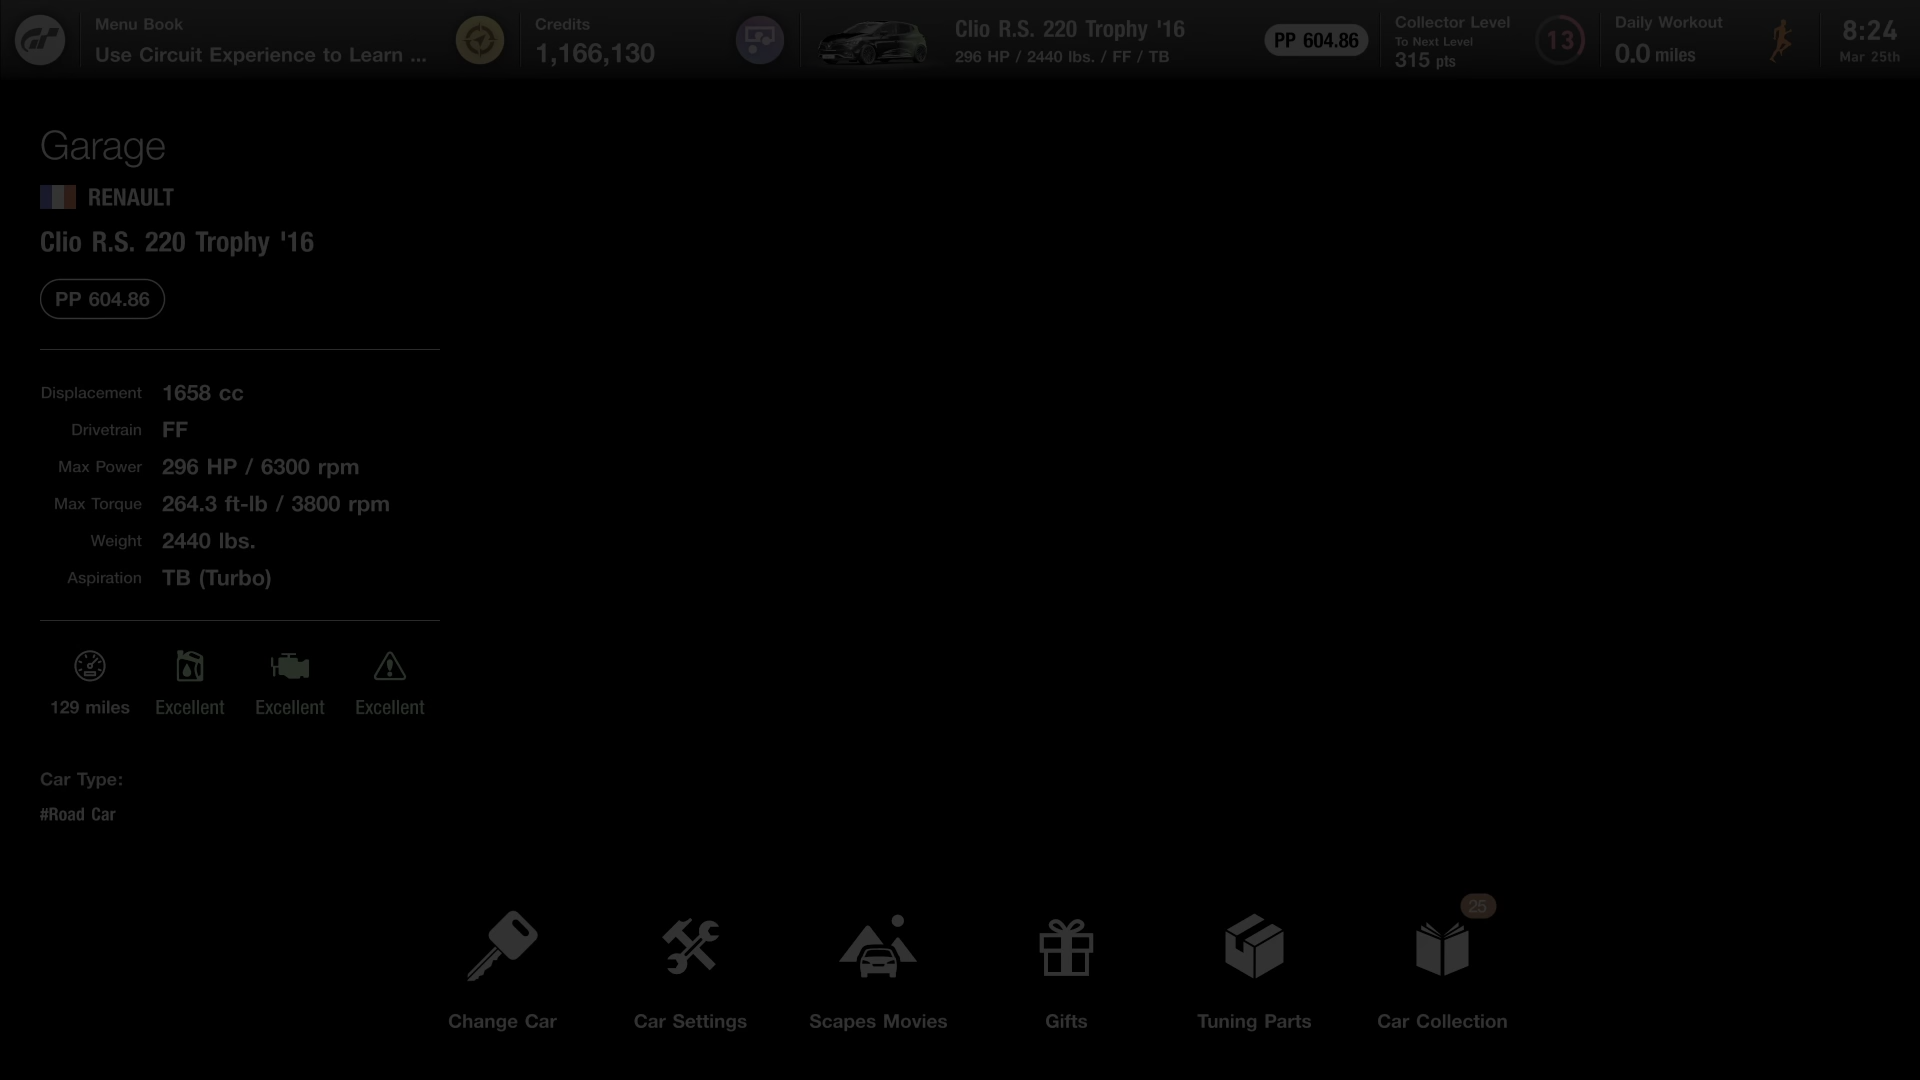 Menu Book
Use Circuit Experience to Learn ...
Credits
1,166,130
Clio R.S. 220 Trophy '16
296 HP / 2440 lbs. / FF / TB
PP 604.86
Collector Level
To Next Level
315 pts
13
Daily Workout
0.0 miles
8:24
Mar 25th
Garage
RENAULT
Clio R.S. 220 Trophy '16
PP 604.86
Displacement 1658 cc
Drivetrain FF
Max Power 296 HP / 6300 rpm
Max Torque 264.3 ft-lb / 3800 rpm
Weight 2440 lbs.
Aspiration TB (Turbo)
129 miles Excellent Excellent Excellent
Car Type:
#Road Car
25
Change Car Car Settings Scapes Movies Gifts Tuning Parts Car Collection